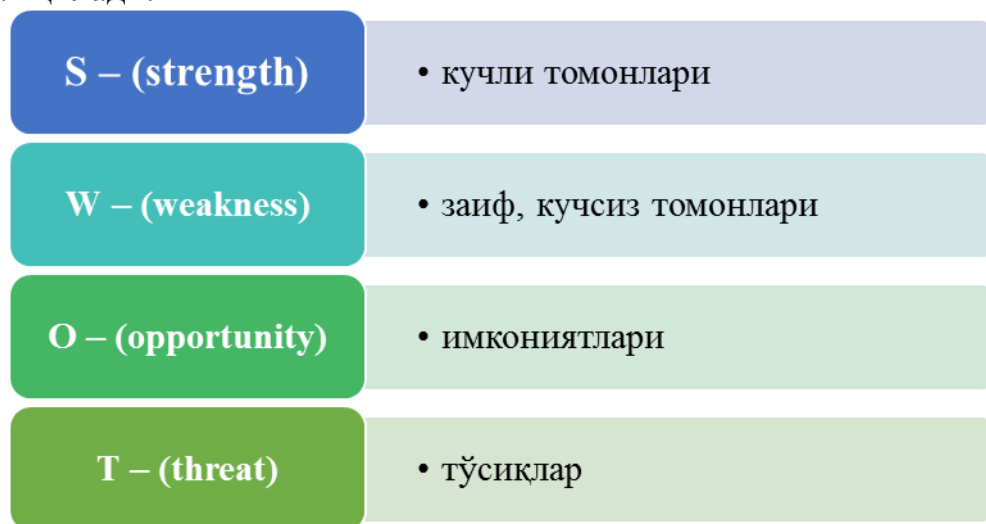 S – (strength)
• кучли томонлари
W – (weakness)
• заиф, кучсиз томонлари
O – (opportunity)
• имкониятлари
T – (threat)
• тўсиқлар